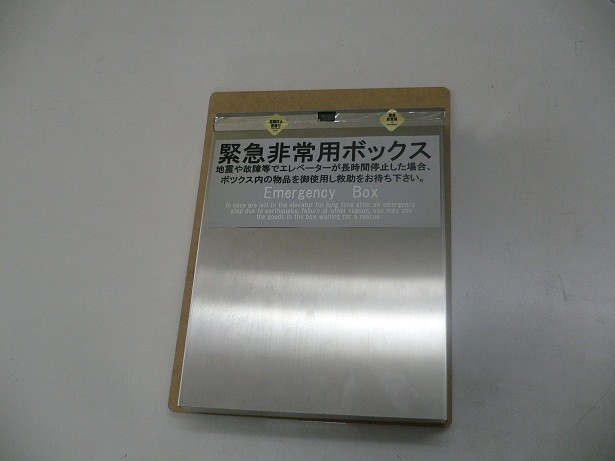 緊急非常用ボックス
地震や故障等でエレベーターが長時間停止した場合、
ボックス内の物品を御使用し救助をお待ち下さい。
Emergency Box
In case are left in the elevator for long time after an emergency
stop due to earthquake, failure or other reason, you may use
the goods in the box waiting for a rescue